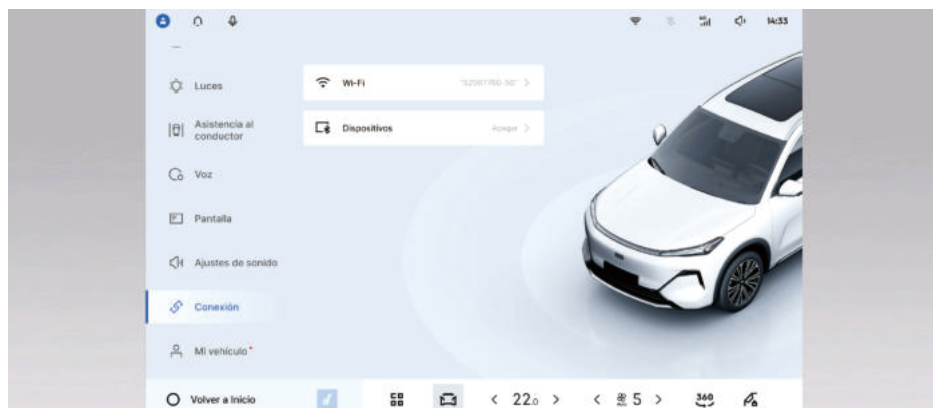 14:33
Luces
Asistencia al
conductor
Voz
Pantalla
Ajustes de sonido
Conexión
Mi vehículo
Wi-Fi
Dispositivos
Volver a Inicio
22.0
5
360